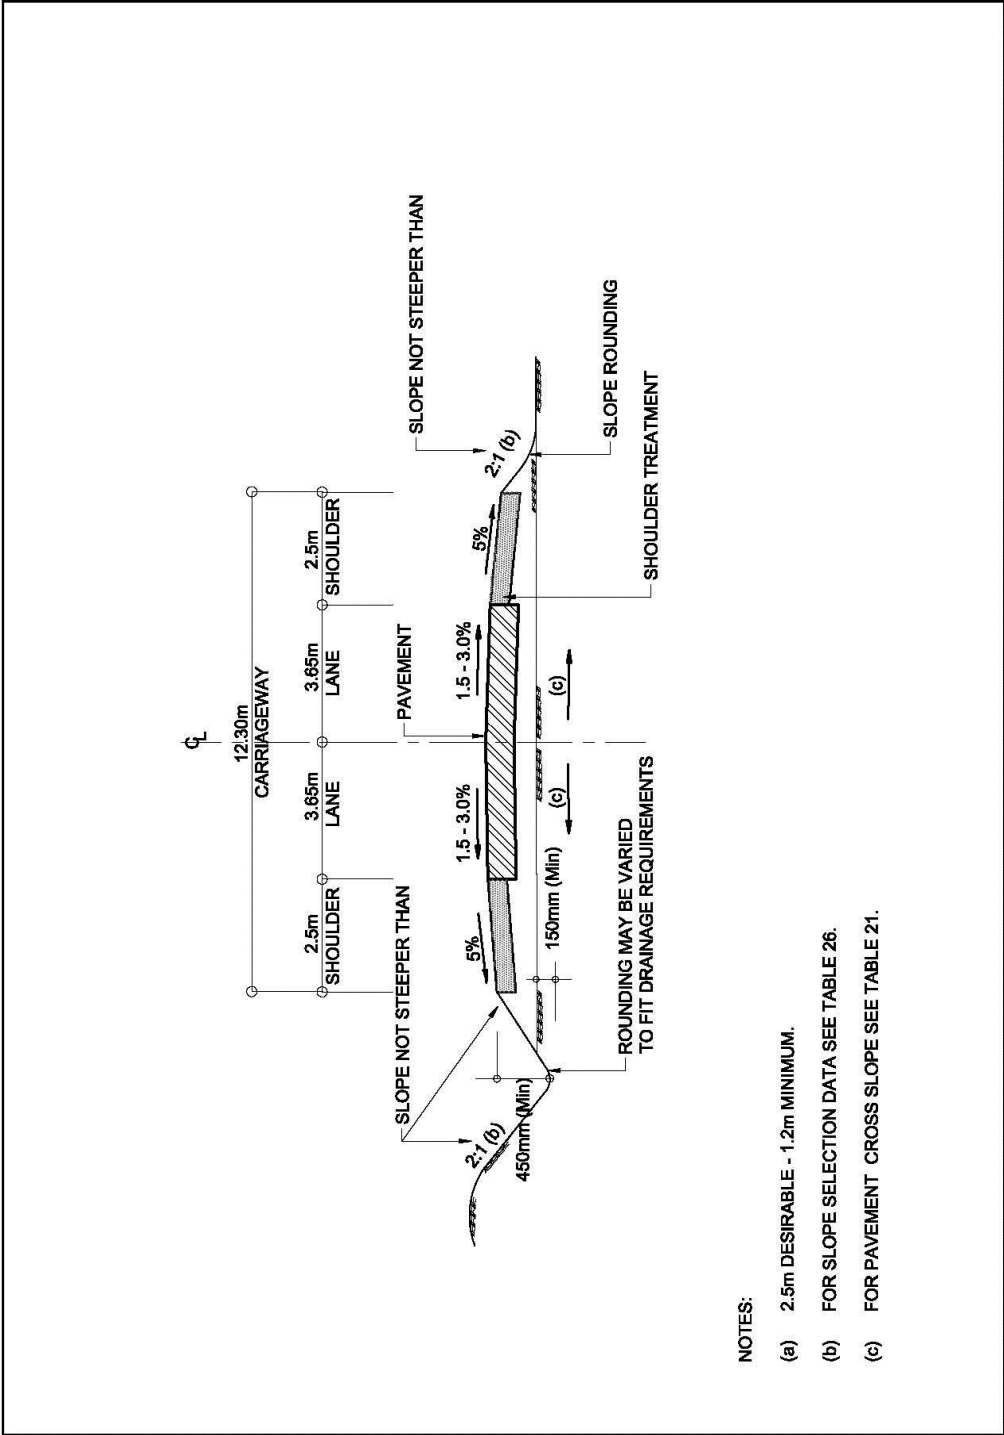 ℄
12.30m
CARRIAGEWAY
2.5m
SHOULDER
3.65m
LANE
3.65m
LANE
2.5m
SHOULDER
SLOPE NOT STEEPER THAN
PAVEMENT
SLOPE NOT STEEPER THAN
2:1 (b)
5%
1.5 - 3.0%
1.5 - 3.0%
5%
2:1 (b)
450mm (Min)
150mm (Min)
(c)
(c)
SLOPE ROUNDING
ROUNDING MAY BE VARIED
TO FIT DRAINAGE REQUIREMENTS
SHOULDER TREATMENT
NOTES:
(a) 2.5m DESIRABLE - 1.2m MINIMUM.
(b) FOR SLOPE SELECTION DATA SEE TABLE 26.
(c) FOR PAVEMENT CROSS SLOPE SEE TABLE 21.